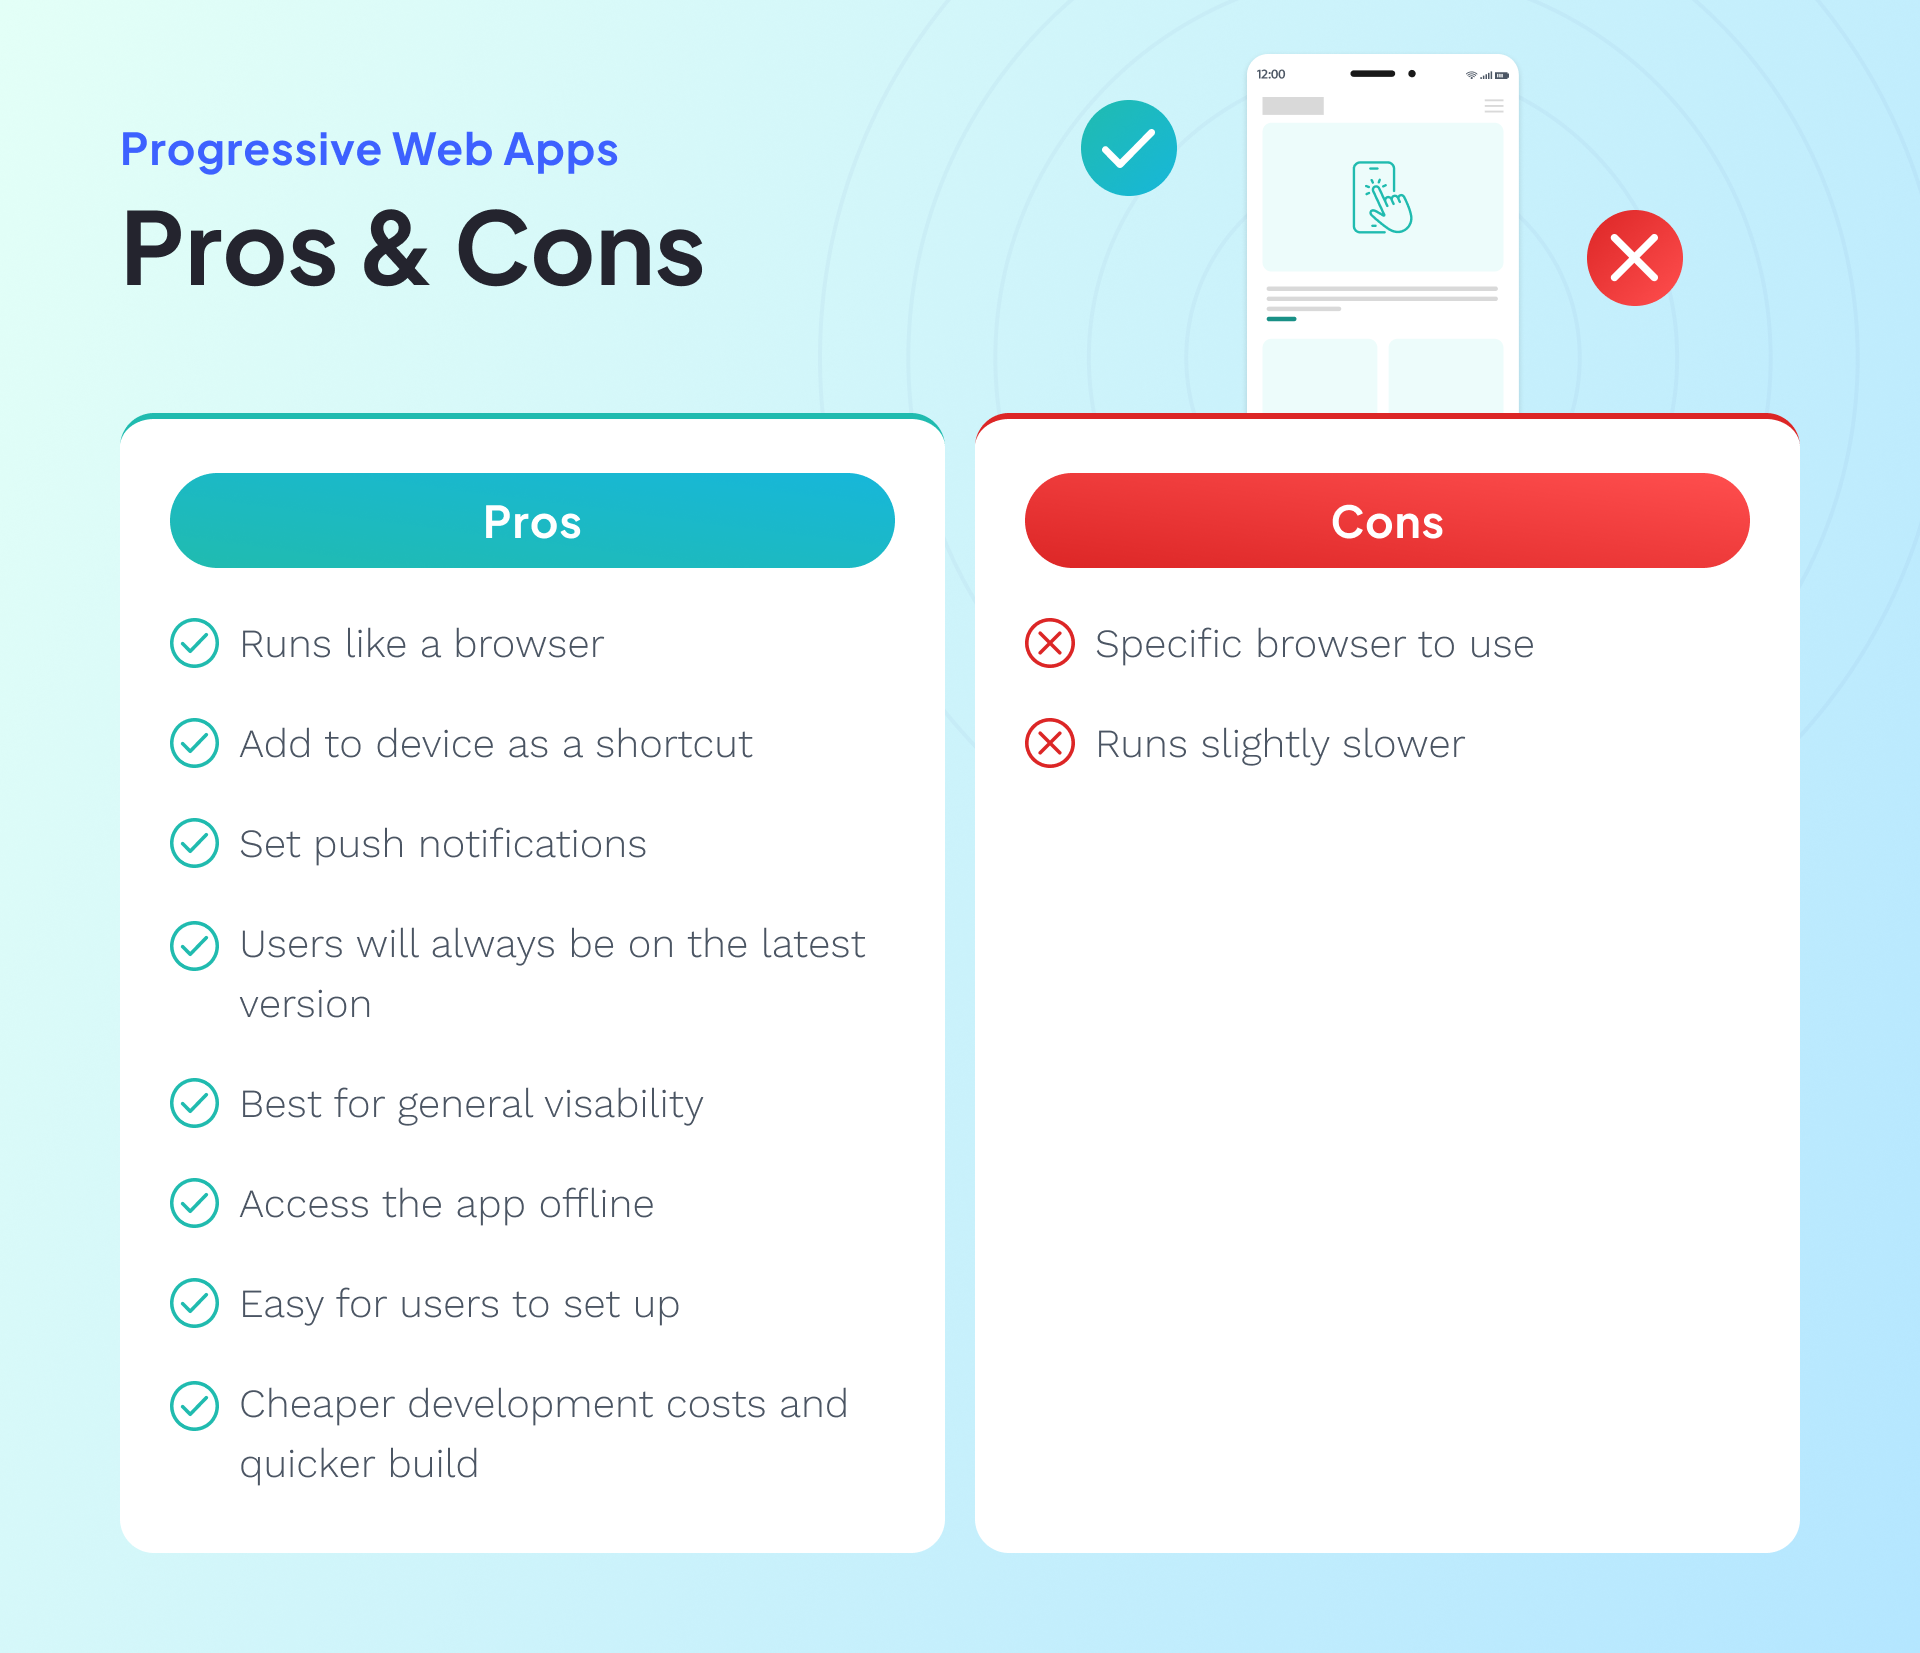 Progressive Web Apps
Pros & Cons
12:00
Pros
Runs like a browser
Add to device as a shortcut
Set push notifications
Users will always be on the latest
version
Best for general visability
Access the app offline
Easy for users to set up
Cheaper development costs and
quicker build
Cons
Specific browser to use
Runs slightly slower